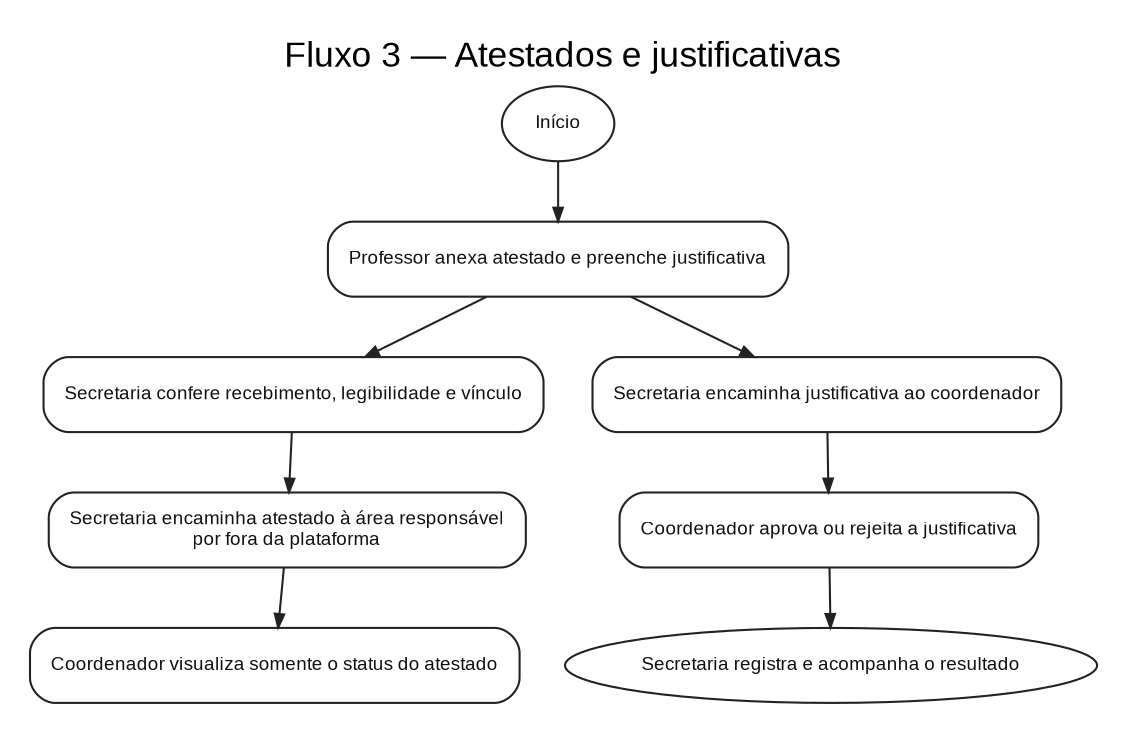 Fluxo 3 — Atestados e justificativas
Início
Professor anexa atestado e preenche justificativa
Secretaria confere recebimento, legibilidade e vínculo
Secretaria encaminha justificativa ao coordenador
Secretaria encaminha atestado à área responsável
por fora da plataforma
Coordenador aprova ou rejeita a justificativa
Coordenador visualiza somente o status do atestado
Secretaria registra e acompanha o resultado